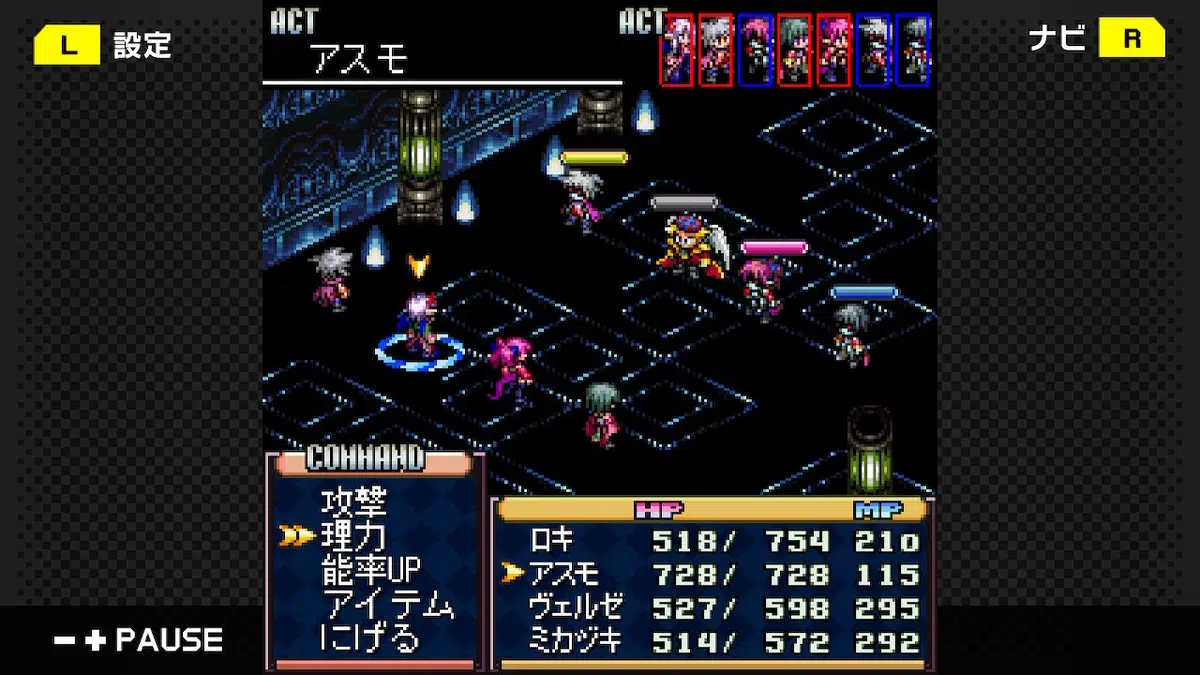 L 設定
ACT
アスモ
ACT
ナビ R
COMMAND
攻撃
理力
能率UP
アイテム
にげる
HP MP
ロキ 518/ 754 210
アスモ 728/ 728 115
ヴェルゼ 527/ 598 295
ミカヅキ 514/ 572 292
− + PAUSE